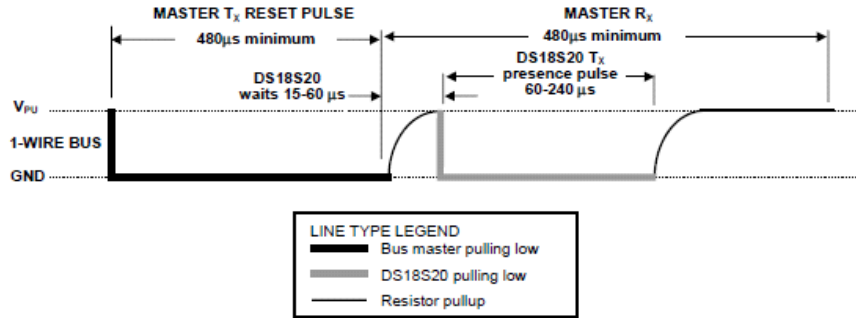 MASTER TX RESET PULSE
480μs minimum
MASTER RX
480μs minimum
DS18S20
waits 15-60 μs
DS18S20 TX
presence pulse
60-240 μs
VPU
1-WIRE BUS
GND
LINE TYPE LEGEND
Bus master pulling low
DS18S20 pulling low
Resistor pullup